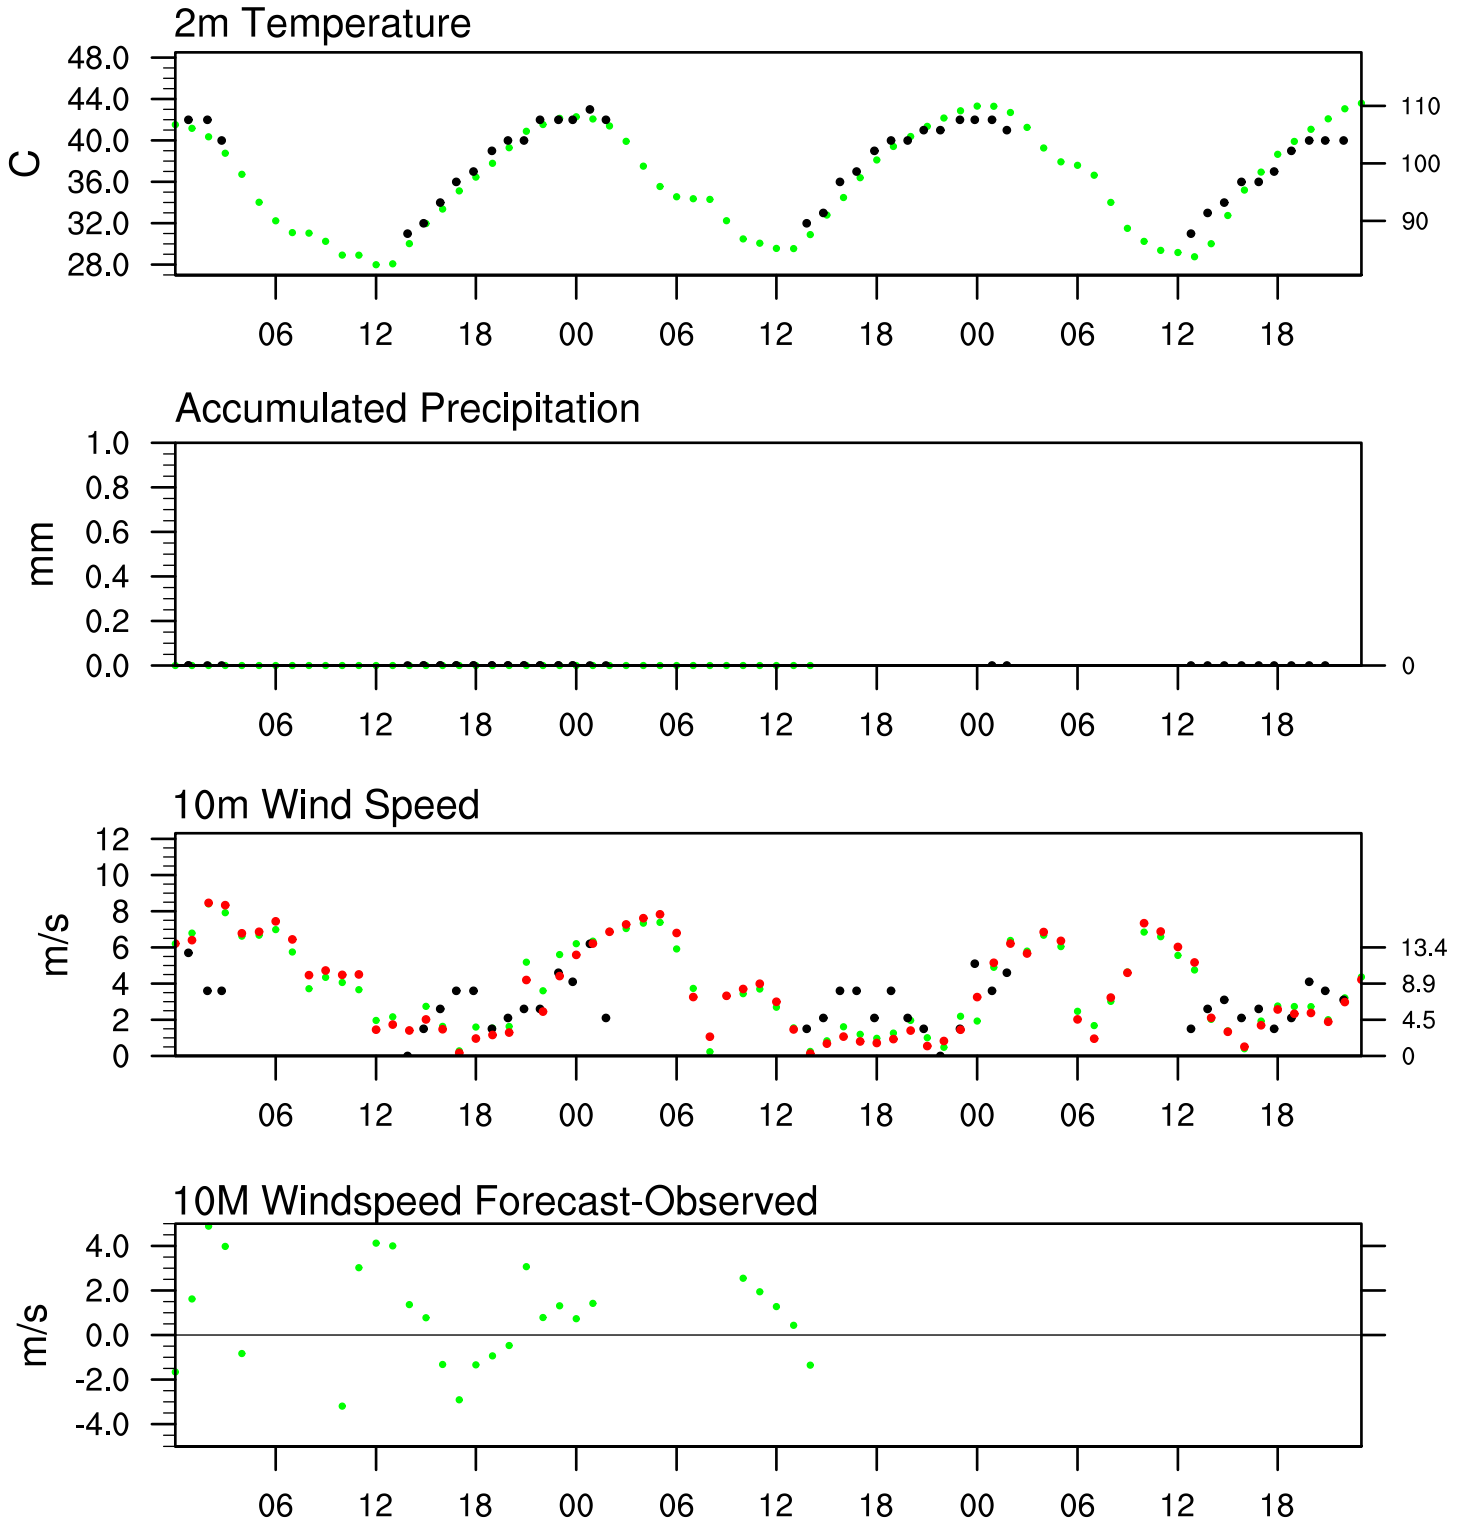 2m Temperature
48.0
44.0
40.0
36.0
32.0
28.0
C
110
100
90
06 12 18 00 06 12 18 00 06 12 18
Accumulated Precipitation
1.0
0.8
0.6
0.4
0.2
0.0
mm
0
06 12 18 00 06 12 18 00 06 12 18
10m Wind Speed
12
10
8
6
4
2
0
m/s
13.4
8.9
4.5
0
06 12 18 00 06 12 18 00 06 12 18
10M Windspeed Forecast-Observed
4.0
2.0
0.0
-2.0
-4.0
m/s
06 12 18 00 06 12 18 00 06 12 18